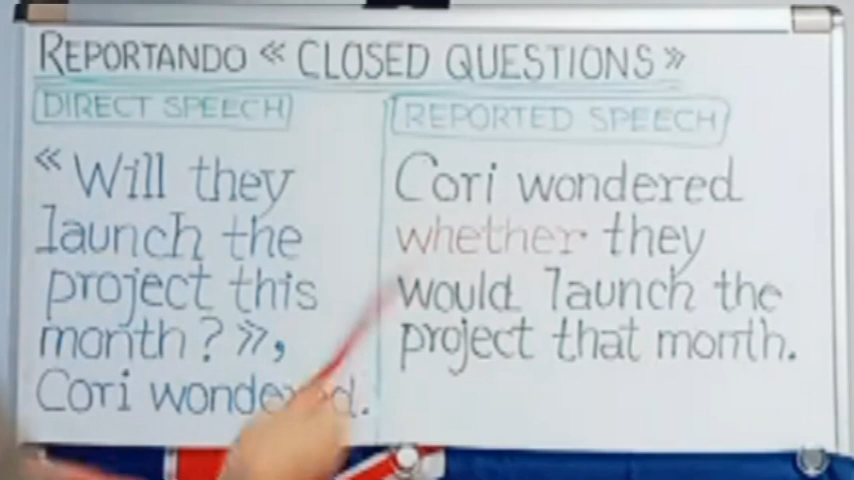 REPORTANDO « CLOSED QUESTIONS »
DIRECT SPEECH
« Will they
launch the
project this
month? »,
Cori wondered.
REPORTED SPEECH
Cori wondered
whether they
would launch the
project that month.